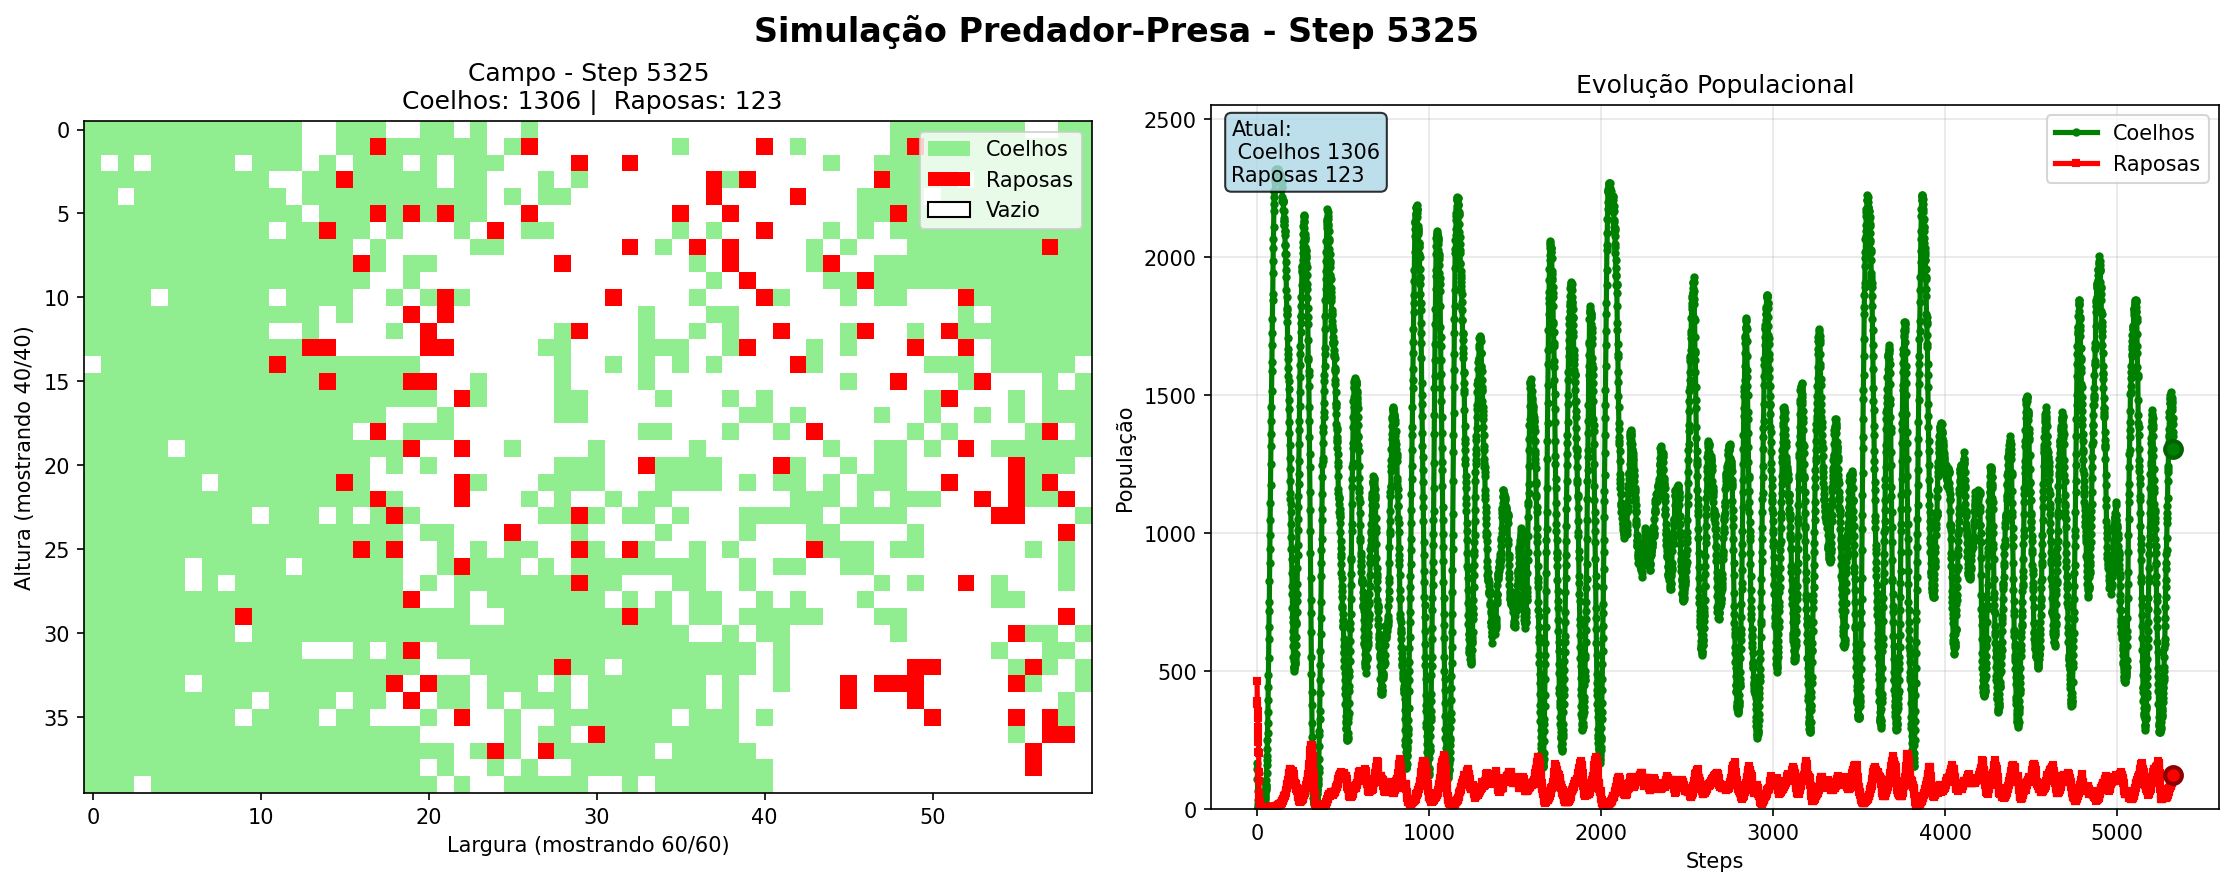 Simulação Predador-Presa - Step 5325
Campo - Step 5325
Coelhos: 1306 |  Raposas: 123
0
5
10
15
20
25
30
35
Altura (mostrando 40/40)
Coelhos
Raposas
Vazio
0
10
20
30
40
50
Largura (mostrando 60/60)
Evolução Populacional
2500
2000
1500
1000
500
0
População
Atual:
Coelhos 1306
Raposas 123
Coelhos
Raposas
0
1000
2000
3000
4000
5000
Steps